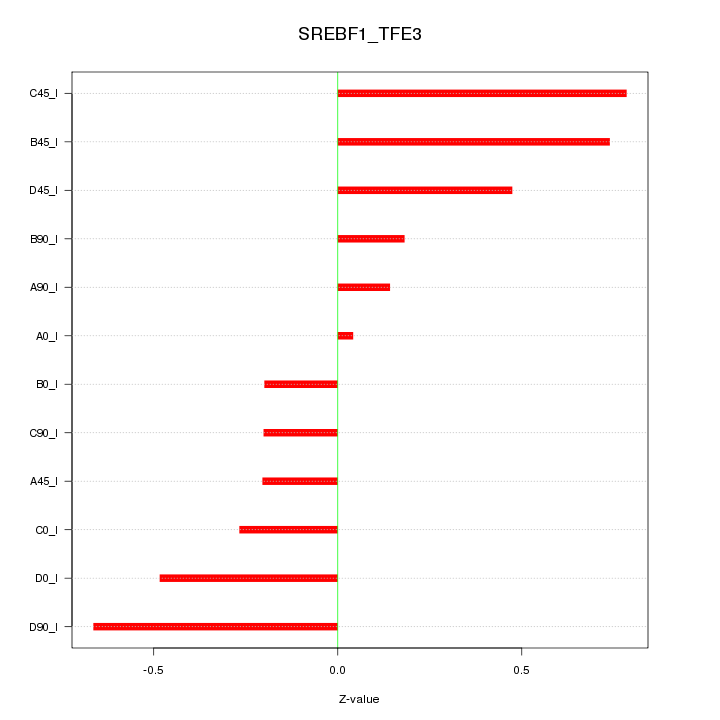 SREBF1_TFE3
C45_I
B45_I
D45_I
B90_I
A90_I
A0_I
B0_I
C90_I
A45_I
C0_I
D0_I
D90_I
-0.5 0.0 0.5
Z-value